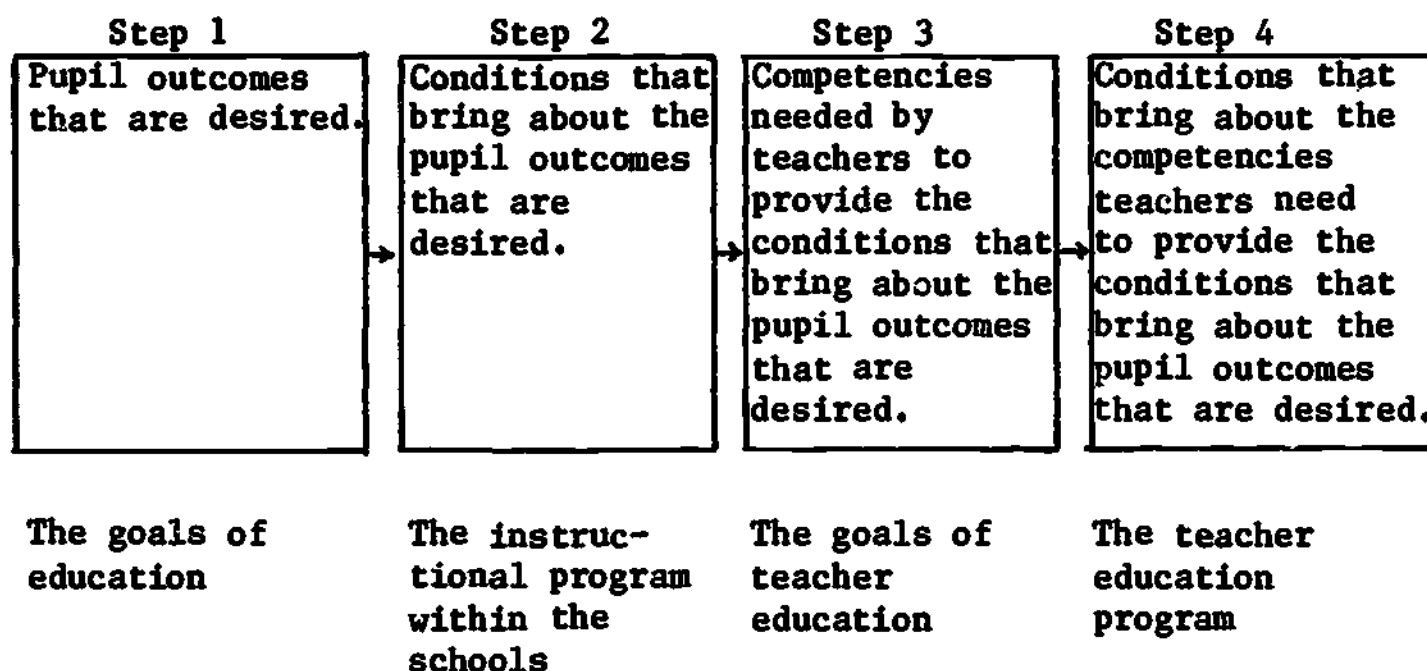 Step 1
Pupil outcomes
that are desired.
Step 2
Conditions that
bring about the
pupil outcomes
that are
desired.
Step 3
Competencies
needed by
teachers to
provide the
conditions that
bring about the
pupil outcomes
that are
desired.
Step 4
Conditions that
bring about the
competencies
teachers need
to provide the
conditions that
bring about the
pupil outcomes
that are desired.
The goals of
education
The instruc-
tional program
within the
schools
The goals of
teacher
education
The teacher
education
program